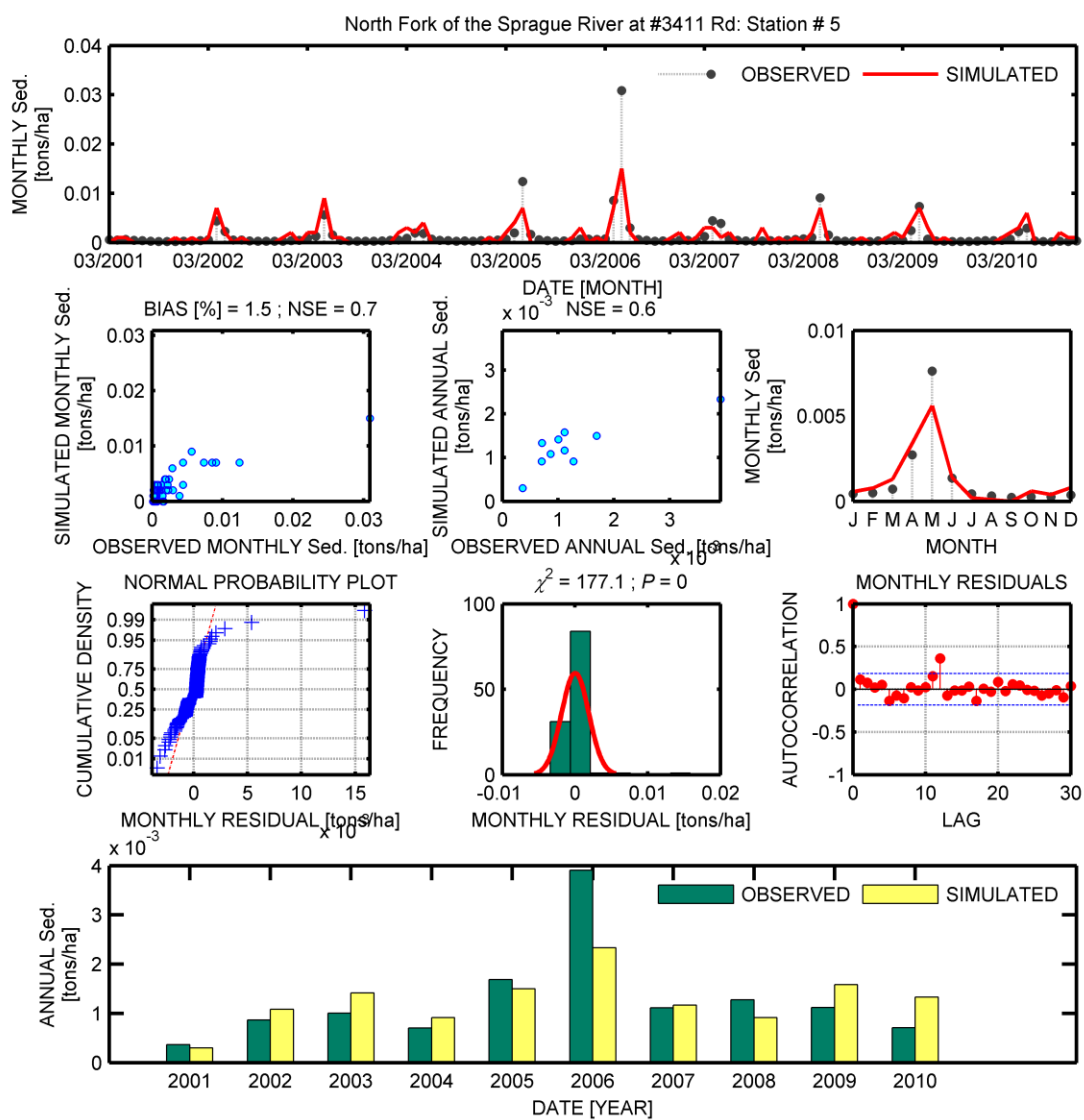 North Fork of the Sprague River at #3411 Rd: Station # 5
MONTHLY Sed.
[tons/ha]
0.04
0.03
0.02
0.01
0
OBSERVED
SIMULATED
03/2001 03/2002 03/2003 03/2004 03/2005 03/2006 03/2007 03/2008 03/2009 03/2010
DATE [MONTH]
BIAS [%] = 1.5 ; NSE = 0.7
SIMULATED MONTHLY Sed.
[tons/ha]
0.03
0.02
0.01
0
0 0.01 0.02 0.03
OBSERVED MONTHLY Sed. [tons/ha]
x 10-3
NSE = 0.6
SIMULATED ANNUAL Sed.
[tons/ha]
3
2
1
0
0 1 2 3
OBSERVED ANNUAL Sed. [tons/ha]
x 10-3
MONTHLY Sed
[tons/ha]
0.01
0.005
0
J F M A M J J A S O N D
MONTH
NORMAL PROBABILITY PLOT
CUMULATIVE DENSITY
0.99
0.95
0.75
0.5
0.25
0.05
0.01
0 5 10 15
MONTHLY RESIDUAL [tons/ha]
x 10-3
χ2 = 177.1 ; P = 0
FREQUENCY
100
50
0
-0.01 0 0.01 0.02
MONTHLY RESIDUAL [tons/ha]
MONTHLY RESIDUALS
AUTOCORRELATION
1
0.5
0
-0.5
-1
0 10 20 30
LAG
x 10-3
ANNUAL Sed.
[tons/ha]
4
3
2
1
0
OBSERVED
SIMULATED
2001 2002 2003 2004 2005 2006 2007 2008 2009 2010
DATE [YEAR]